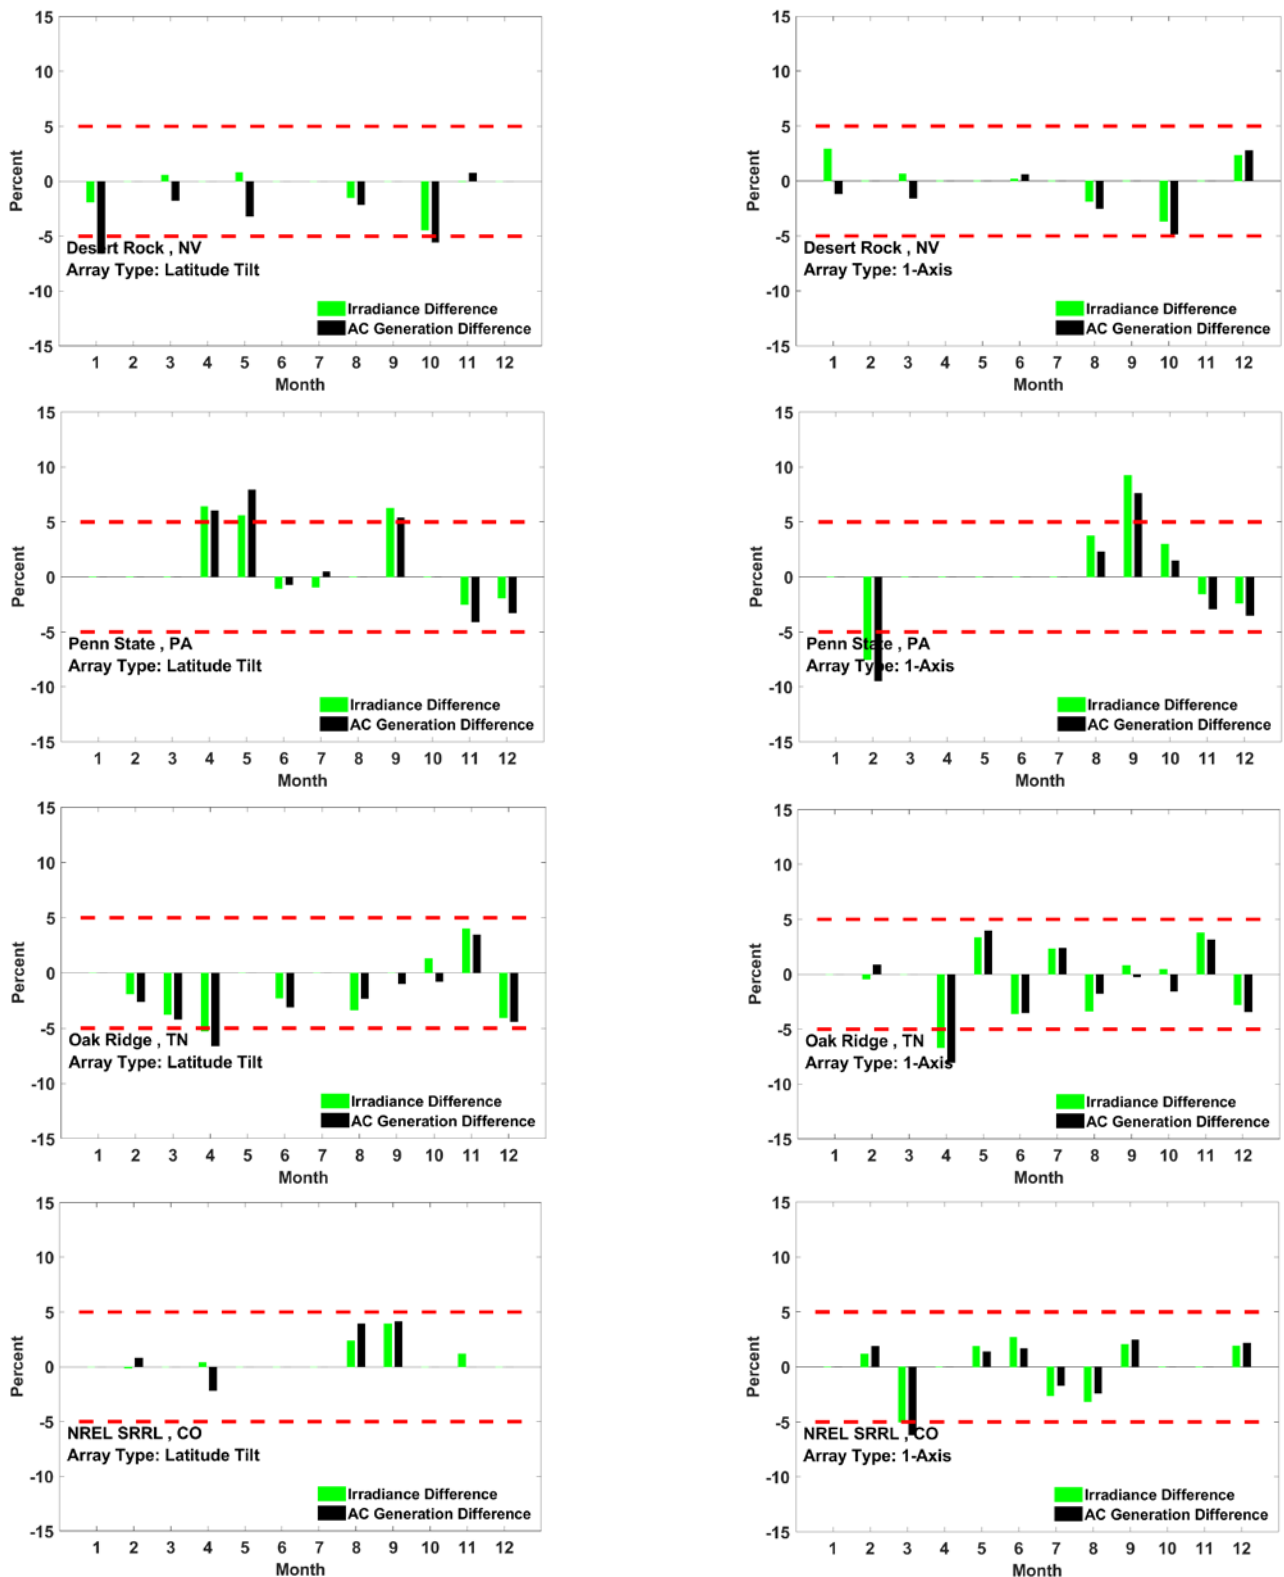 15
10
5
0
-5
-10
-15
Percent
Desert Rock , NV
Array Type: Latitude Tilt
Irradiance Difference
AC Generation Difference
1 2 3 4 5 6 7 8 9 10 11 12
Month
15
10
5
0
-5
-10
-15
Percent
Desert Rock , NV
Array Type: 1-Axis
Irradiance Difference
AC Generation Difference
1 2 3 4 5 6 7 8 9 10 11 12
Month
15
10
5
0
-5
-10
-15
Percent
Penn State , PA
Array Type: Latitude Tilt
Irradiance Difference
AC Generation Difference
1 2 3 4 5 6 7 8 9 10 11 12
Month
15
10
5
0
-5
-10
-15
Percent
Penn State , PA
Array Type: 1-Axis
Irradiance Difference
AC Generation Difference
1 2 3 4 5 6 7 8 9 10 11 12
Month
15
10
5
0
-5
-10
-15
Percent
Oak Ridge , TN
Array Type: Latitude Tilt
Irradiance Difference
AC Generation Difference
1 2 3 4 5 6 7 8 9 10 11 12
Month
15
10
5
0
-5
-10
-15
Percent
Oak Ridge , TN
Array Type: 1-Axis
Irradiance Difference
AC Generation Difference
1 2 3 4 5 6 7 8 9 10 11 12
Month
15
10
5
0
-5
-10
-15
Percent
NREL SRRL , CO
Array Type: Latitude Tilt
Irradiance Difference
AC Generation Difference
1 2 3 4 5 6 7 8 9 10 11 12
Month
15
10
5
0
-5
-10
-15
Percent
NREL SRRL , CO
Array Type: 1-Axis
Irradiance Difference
AC Generation Difference
1 2 3 4 5 6 7 8 9 10 11 12
Month